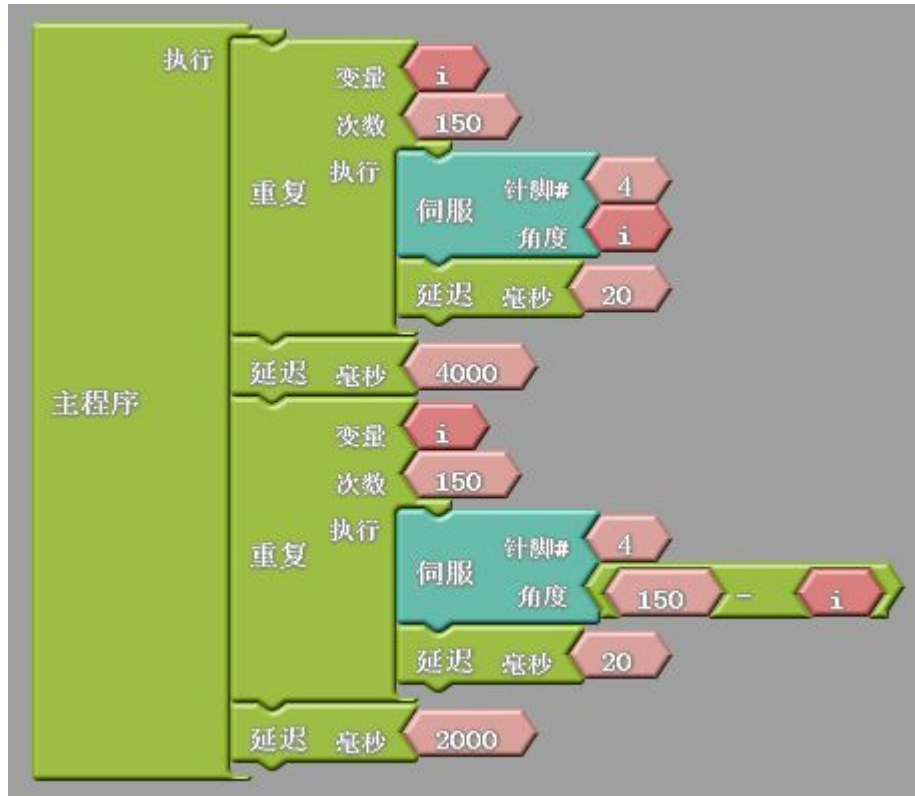 执行
变量 i
次数 150
重复 执行
伺服 针脚# 4
角度 i
延迟 毫秒 20
延迟 毫秒 4000
主程序
变量 i
次数 150
重复 执行
伺服 针脚# 4
角度 150 - i
延迟 毫秒 20
延迟 毫秒 2000